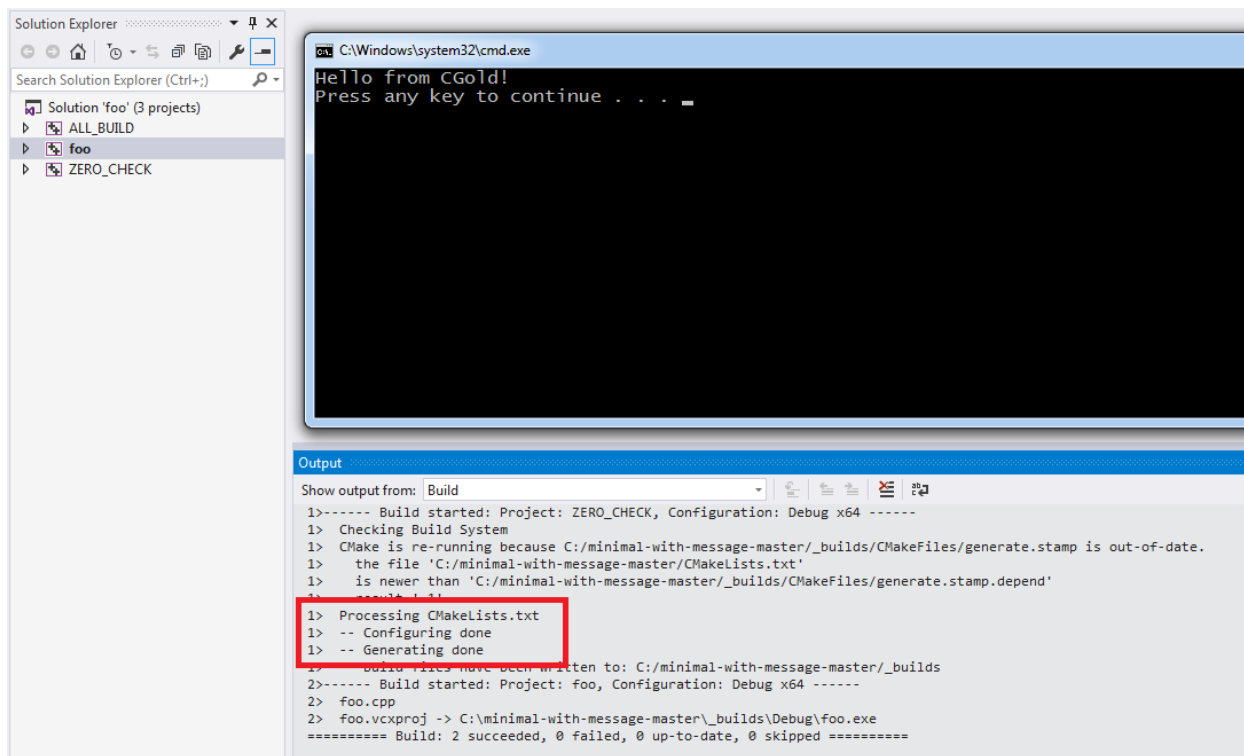 Solution Explorer
Search Solution Explorer (Ctrl+;)
Solution 'foo' (3 projects)
ALL_BUILD
foo
ZERO_CHECK
C:\Windows\system32\cmd.exe
Hello from CGold!
Press any key to continue . . . _
Output
Show output from: Build
1>------ Build started: Project: ZERO_CHECK, Configuration: Debug x64 ------
1>  Checking Build System
1>  CMake is re-running because C:/minimal-with-message-master/_builds/CMakeFiles/generate.stamp is out-of-date.
1>    the file 'C:/minimal-with-message-master/CMakeLists.txt'
1>    is newer than 'C:/minimal-with-message-master/_builds/CMakeFiles/generate.stamp.depend'
1>    result
1>  Processing CMakeLists.txt
1>  -- Configuring done
1>  -- Generating done
1>  -- Build files have been written to: C:/minimal-with-message-master/_builds
2>------ Build started: Project: foo, Configuration: Debug x64 ------
2>  foo.cpp
2>  foo.vcxproj -> C:\minimal-with-message-master\_builds\Debug\foo.exe
========== Build: 2 succeeded, 0 failed, 0 up-to-date, 0 skipped ==========